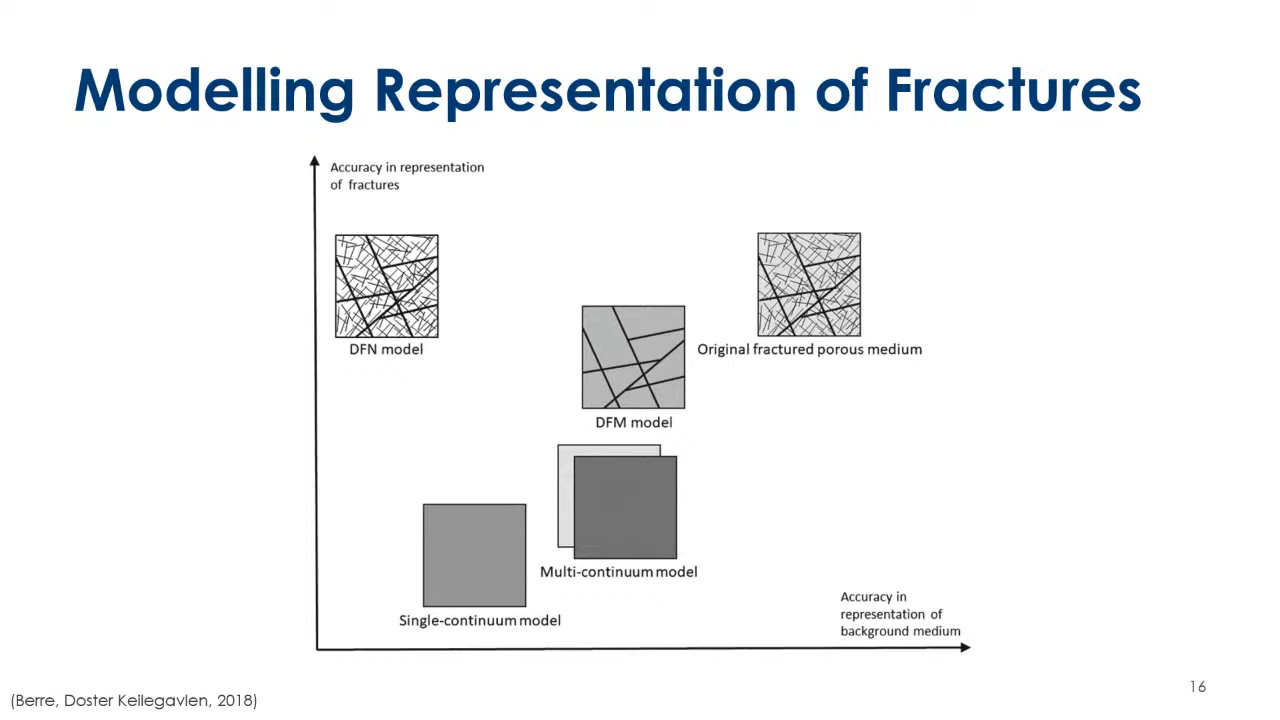 Modelling Representation of Fractures
Accuracy in representation
of fractures
DFN model
Original fractured porous medium
DFM model
Multi-continuum model
Single-continuum model
Accuracy in
representation of
background medium
(Berre, Doster Kellegavlen, 2018)
16